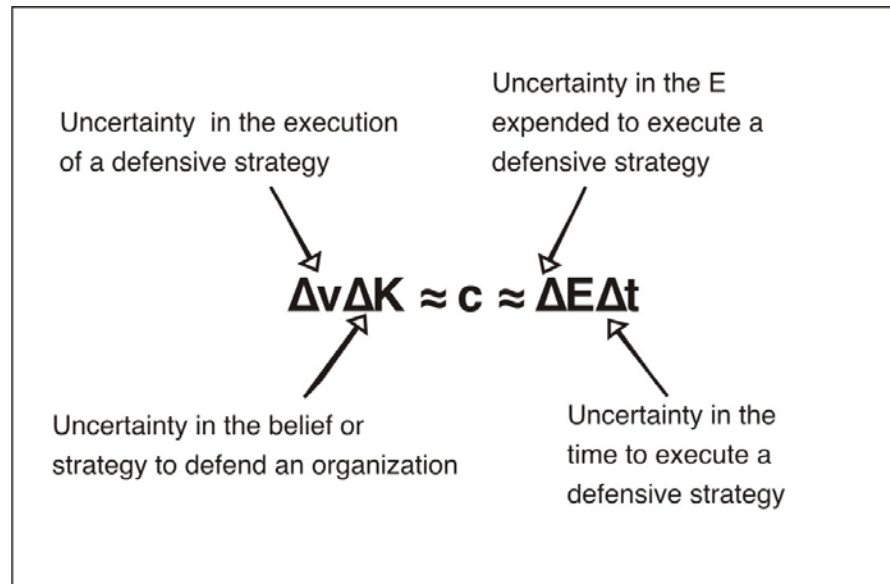 Uncertainty in the execution
of a defensive strategy
Uncertainty in the E
expended to execute a
defensive strategy
ΔvΔK ≈ c ≈ ΔEΔt
Uncertainty in the belief or
strategy to defend an organization
Uncertainty in the
time to execute a
defensive strategy